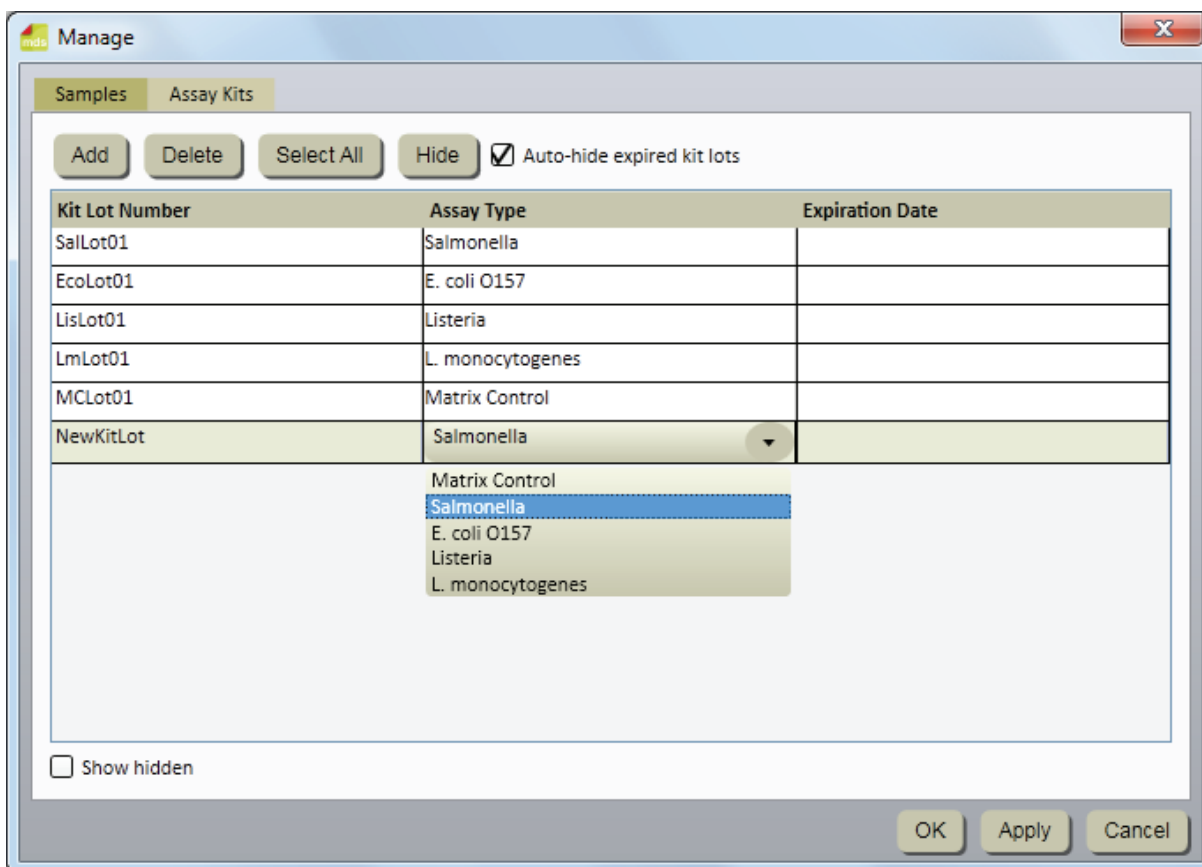 mds Manage X
Samples Assay Kits
Add Delete Select All Hide Auto-hide expired kit lots
Kit Lot Number Assay Type Expiration Date
SalLot01 Salmonella
EcoLot01 E. coli O157
LisLot01 Listeria
LmLot01 L. monocytogenes
MCLot01 Matrix Control
NewKitLot Salmonella
Matrix Control
Salmonella
E. coli O157
Listeria
L. monocytogenes
Show hidden
OK Apply Cancel